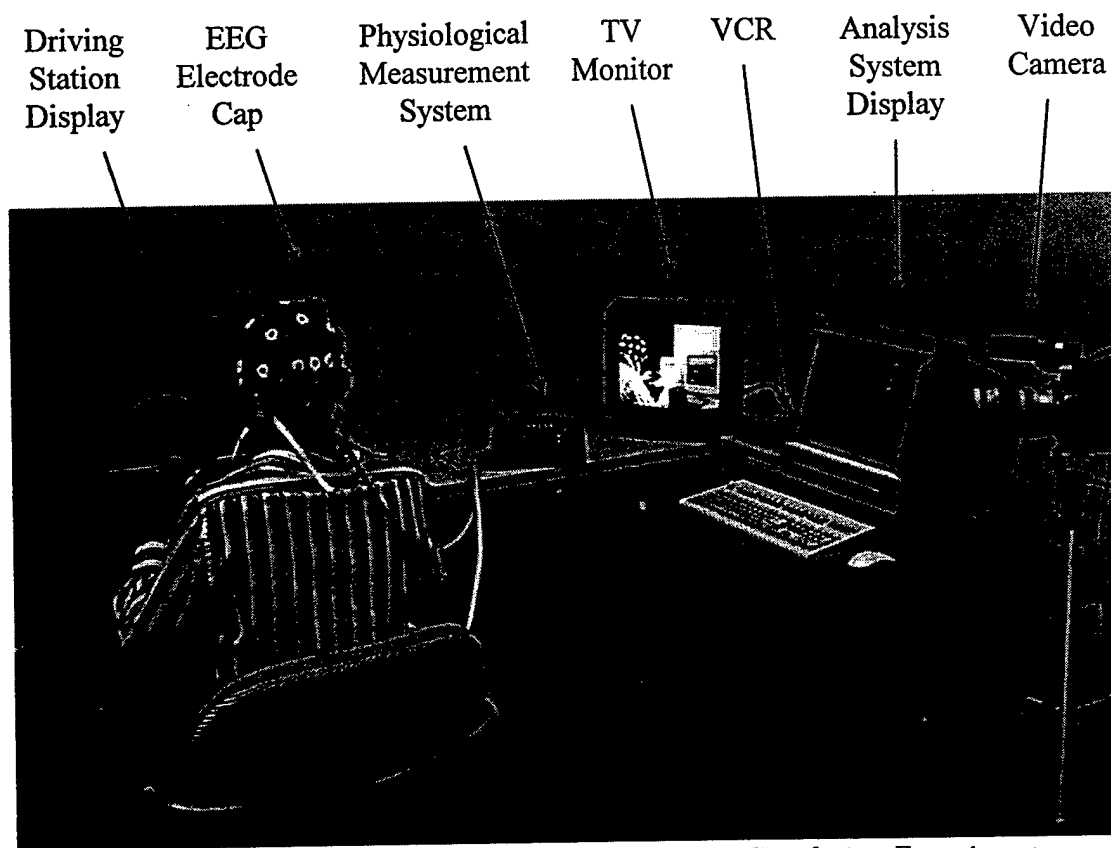 Driving
Station
Display
EEG
Electrode
Cap
Physiological
Measurement
System
TV
Monitor
VCR
Analysis
System
Display
Video
Camera